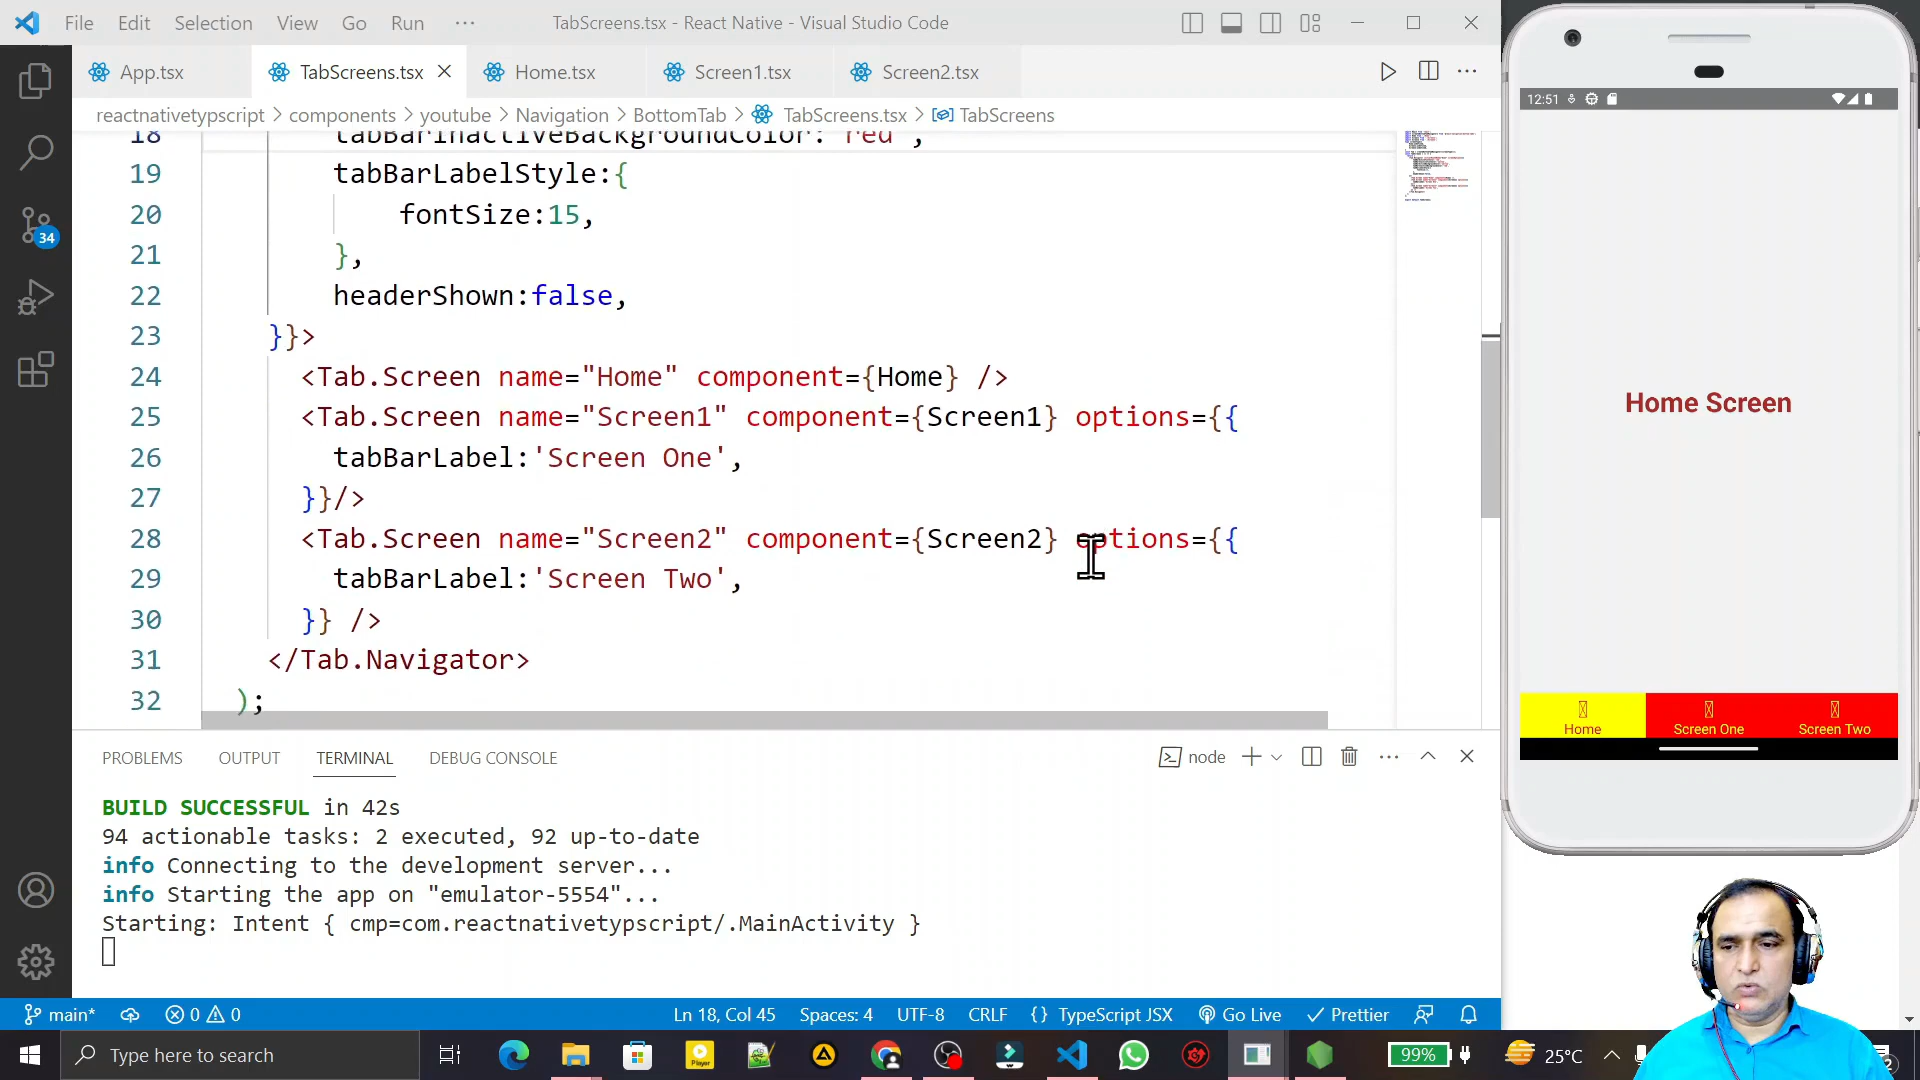 File Edit Selection View Go Run ··· TabScreens.tsx - React Native - Visual Studio Code
App.tsx TabScreens.tsx Home.tsx Screen1.tsx Screen2.tsx
reactnativetypscript > components > youtube > Navigation > BottomTab > TabScreens.tsx > TabScreens
18 tabBarInactiveBackgroundColor:'red',
19 tabBarLabelStyle:{
20 fontSize:15,
21 },
22 headerShown:false,
23 }}>
24 <Tab.Screen name="Home" component={Home} />
25 <Tab.Screen name="Screen1" component={Screen1} options={{
26 tabBarLabel:'Screen One',
27 }}/>
28 <Tab.Screen name="Screen2" component={Screen2} options={{
29 tabBarLabel:'Screen Two',
30 }} />
31 </Tab.Navigator>
32 );
34
PROBLEMS OUTPUT TERMINAL DEBUG CONSOLE node
BUILD SUCCESSFUL in 42s
94 actionable tasks: 2 executed, 92 up-to-date
info Connecting to the development server...
info Starting the app on "emulator-5554"...
Starting: Intent { cmp=com.reactnativetypscript/.MainActivity }
main* 0 0 Ln 18, Col 45 Spaces: 4 UTF-8 CRLF {} TypeScript JSX Go Live Prettier
Type here to search Player 99% 25°C
12:51
Home Screen
Home Screen One Screen Two